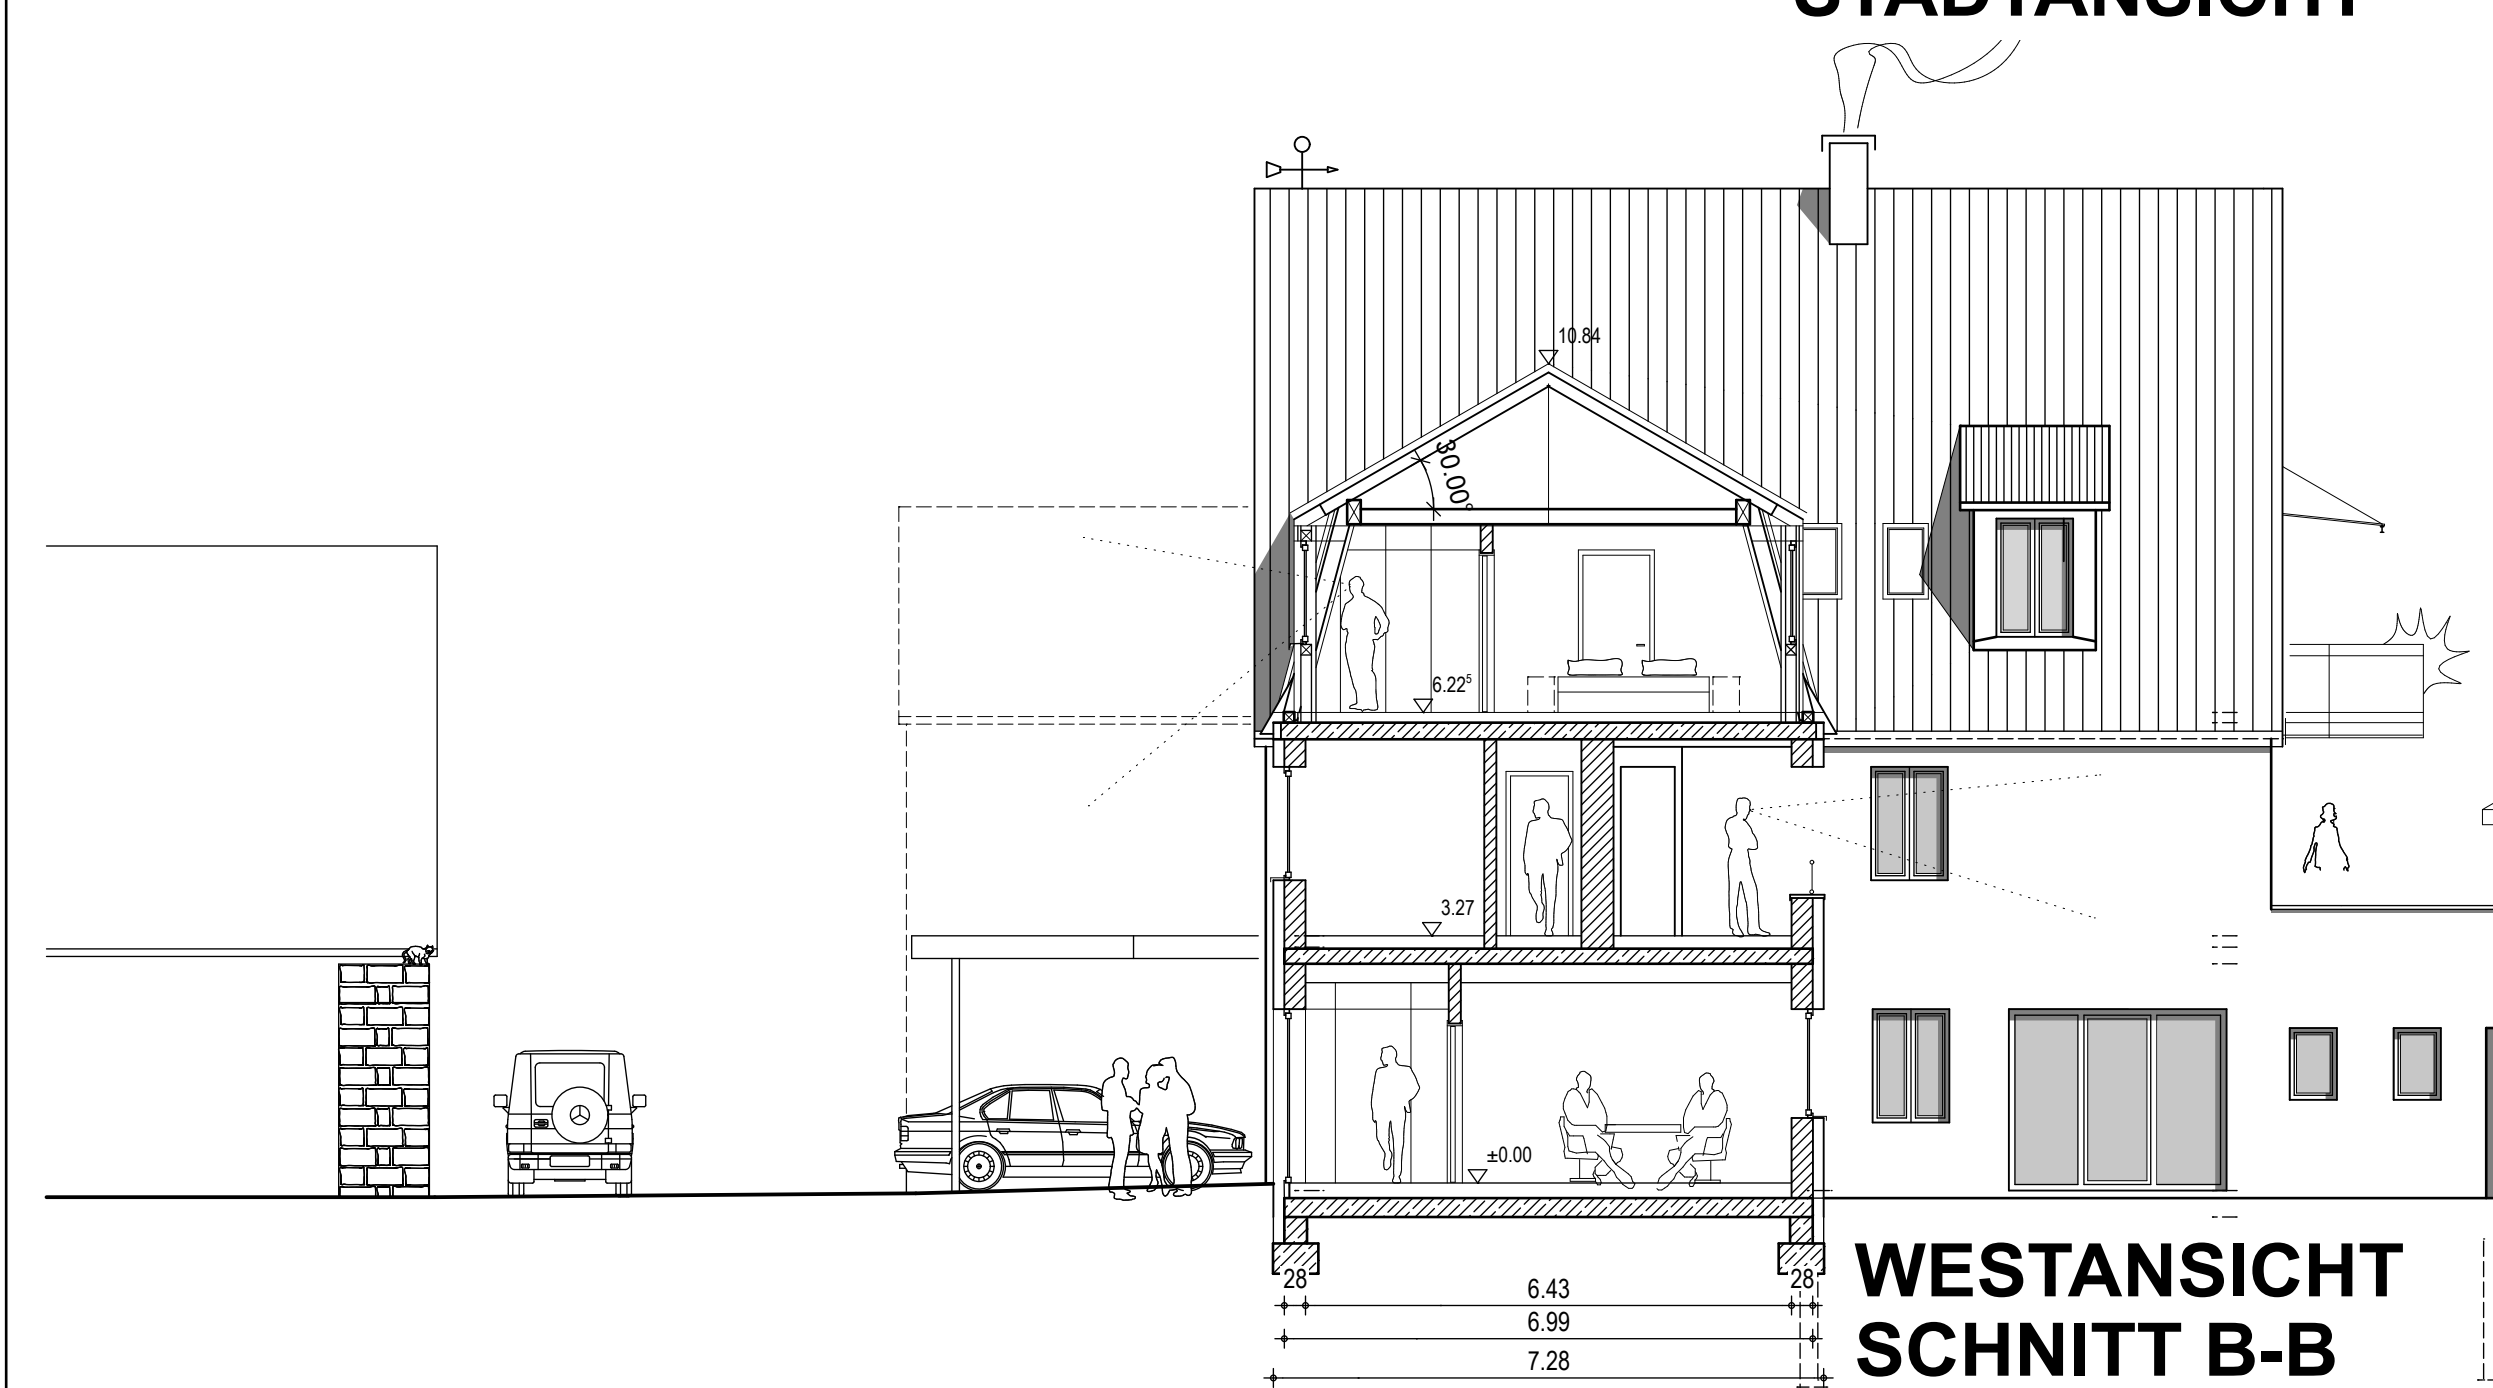 STADTANSICHT
10.84
30.00°
6.22⁵
3.27
±0.00
28 6.43 28
6.99
7.28
WESTANSICHT
SCHNITT B-B